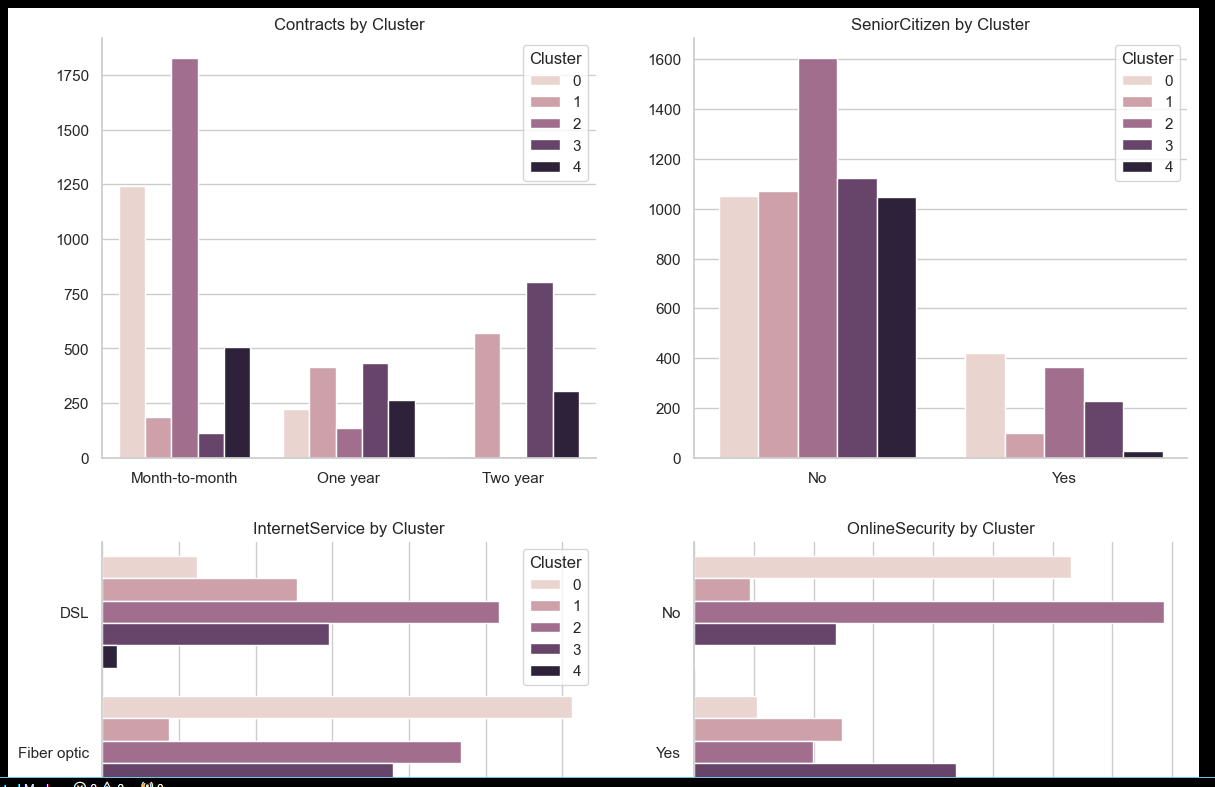 Contracts by Cluster
Cluster
0
1
2
3
4
1750
1500
1250
1000
750
500
250
0
Month-to-month
One year
Two year
SeniorCitizen by Cluster
Cluster
0
1
2
3
4
1600
1400
1200
1000
800
600
400
200
0
No
Yes
InternetService by Cluster
Cluster
0
1
2
3
4
DSL
Fiber optic
OnlineSecurity by Cluster
No
Yes